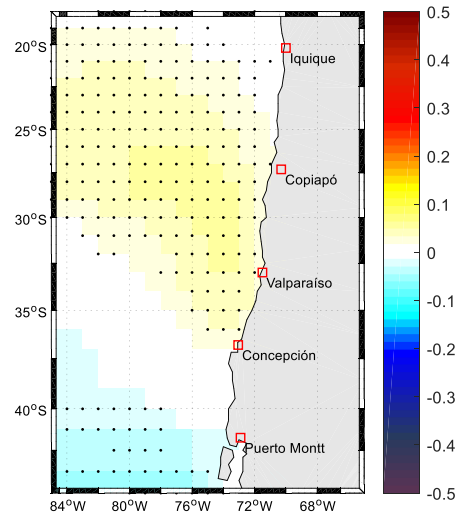 20°S
25°S
30°S
35°S
40°S
84°W
80°W
76°W
72°W
68°W
Iquique
Copiapó
Valparaíso
Concepción
Puerto Montt
0.5
0.4
0.3
0.2
0.1
0
-0.1
-0.2
-0.3
-0.4
-0.5